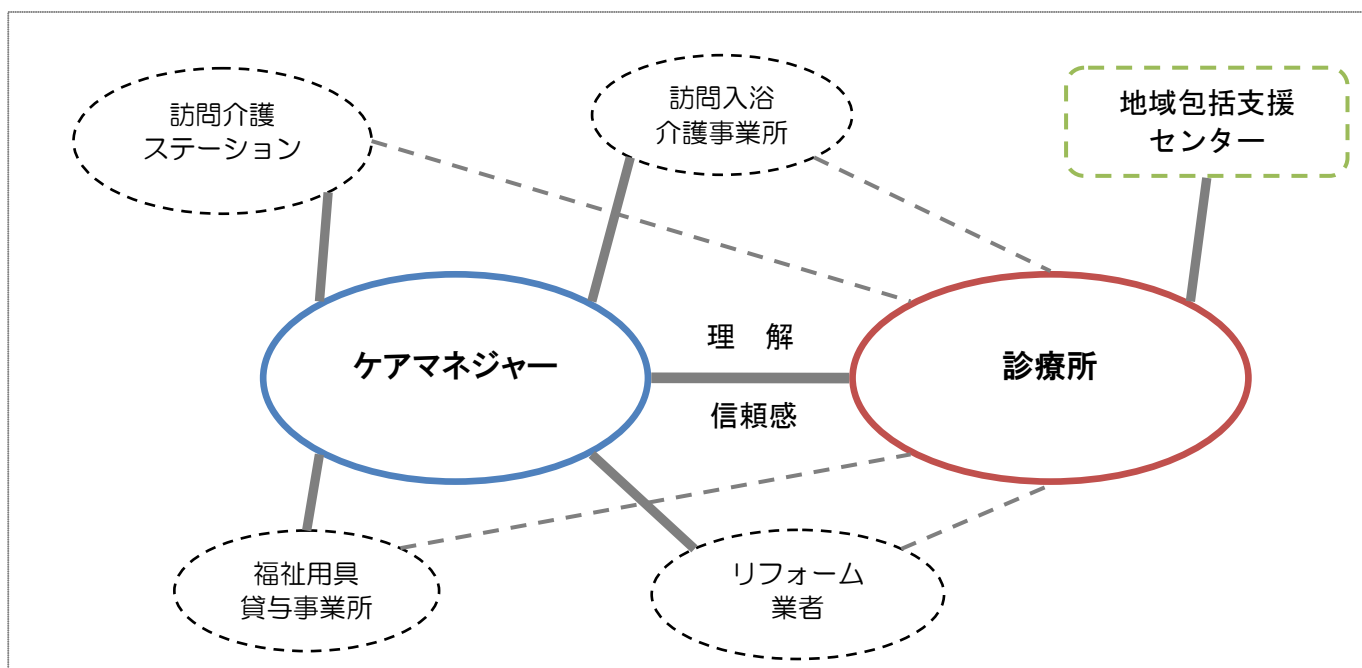 訪問介護
ステーション
訪問入浴
介護事業所
地域包括支援
センター
ケアマネジャー
理　解
信頼感
診療所
福祉用具
貸与事業所
リフォーム
業者